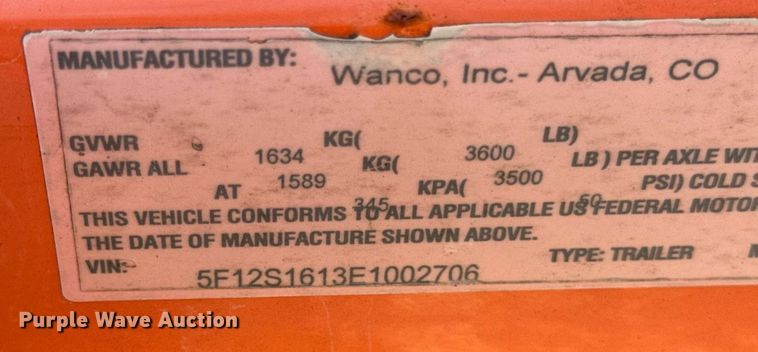 MANUFACTURED BY: Wanco, Inc.- Arvada, CO
GVWR 1634 KG( 3600 LB)
GAWR ALL 1589 KG( 3500 LB ) PER AXLE WIT
AT 345 KPA( 50 PSI) COLD S
THIS VEHICLE CONFORMS TO ALL APPLICABLE US FEDERAL MOTOR
THE DATE OF MANUFACTURE SHOWN ABOVE.
VIN: 5F12S1613E1002706 TYPE: TRAILER
Purple Wave Auction